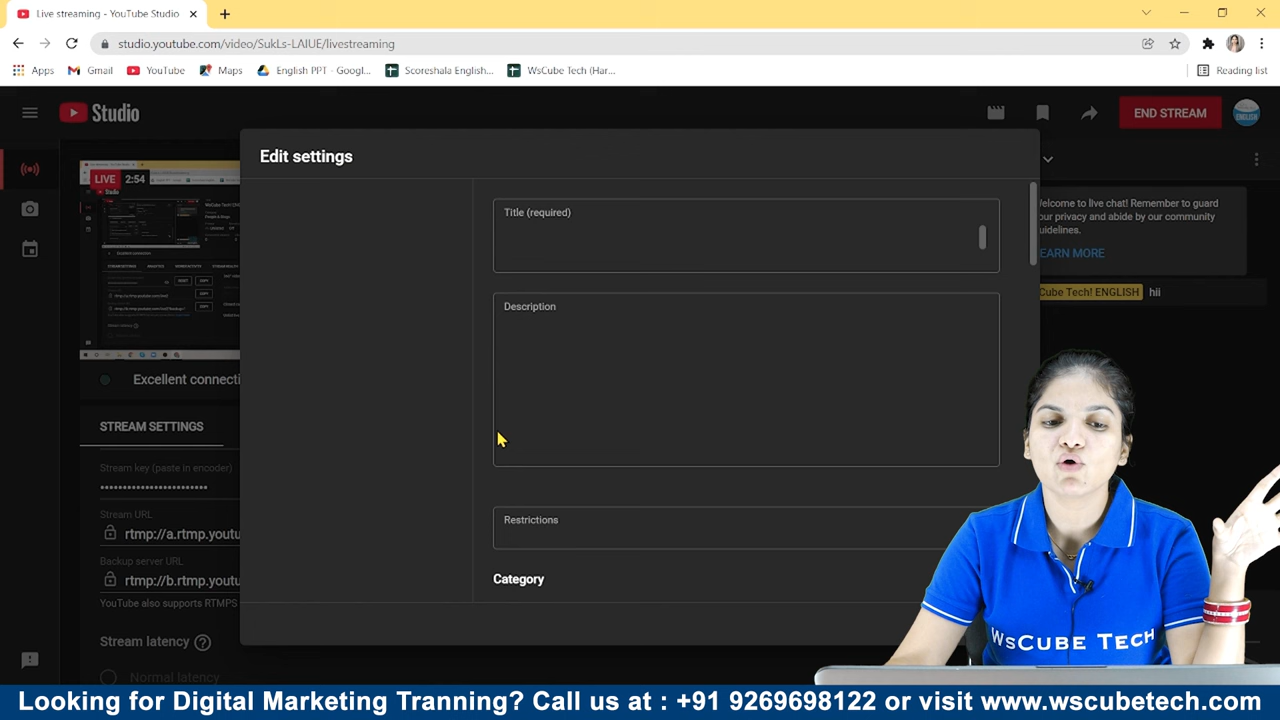 Live streaming - YouTube Studio
studio.youtube.com/video/SukLs-LAIUE/livestreaming
Apps Gmail YouTube Maps English PPT - Googl... Scoreshala English... WsCube Tech (Har... Reading list
Studio
END STREAM
ENGLISH
Edit settings
LIVE 2:54
Title (required)
Description
Restrictions
Category
elcome to live chat! Remember to guard
our privacy and abide by our community
uidelines.
EARN MORE
Cube Tech! ENGLISH hii
Excellent connecti
STREAM SETTINGS
Stream key (paste in encoder)
Stream URL
rtmp://a.rtmp.youtu
Backup server URL
rtmp://b.rtmp.youtu
YouTube also supports RTMPS
Stream latency
Normal latency
WsCube Tech
Looking for Digital Marketing Tranning? Call us at : +91 9269698122 or visit www.wscubetech.com